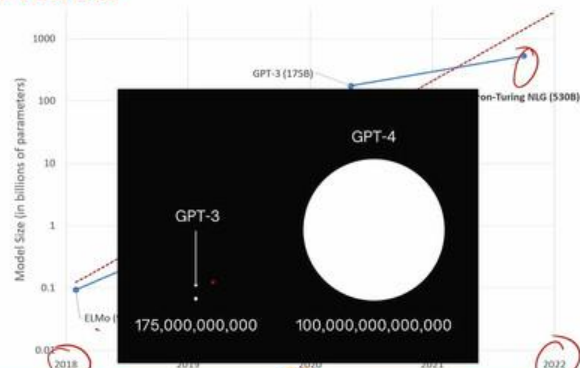 Model Size (in billions of parameters)
1000
100
10
1
0.1
0.01
GPT-3 (175B)
ron-Turing NLG (530B)
ELMo (
GPT-4
GPT-3
175,000,000,000
100,000,000,000,000
2018
2019
2020
2021
2022